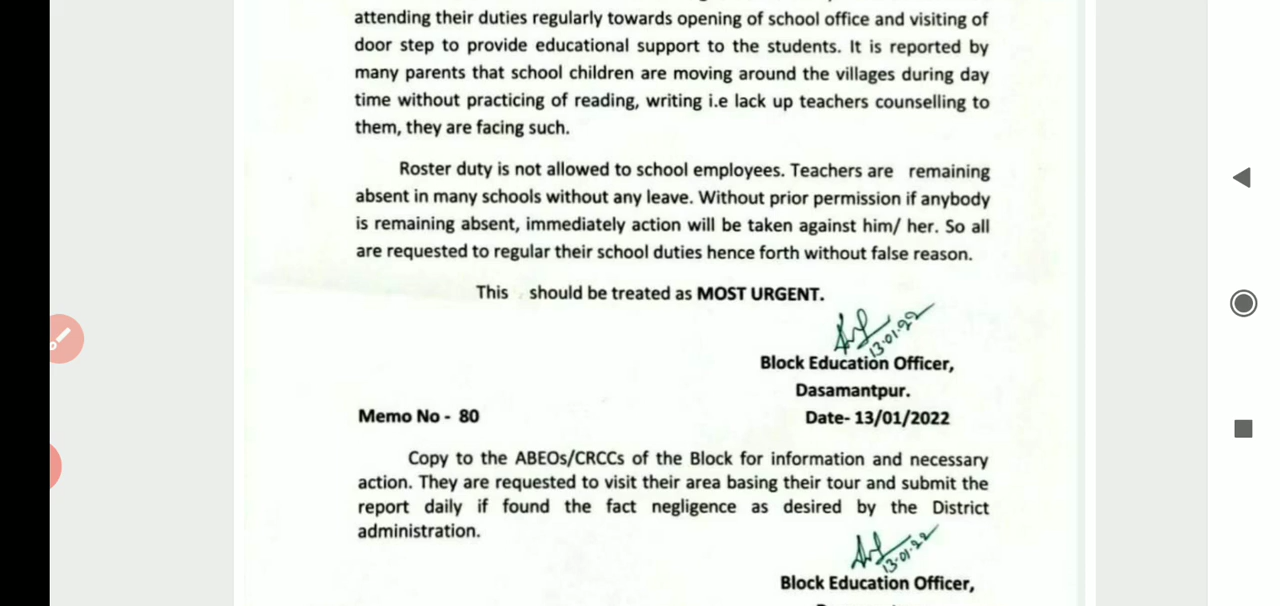 attending their duties regularly towards opening of school office and visiting of
door step to provide educational support to the students. It is reported by
many parents that school children are moving around the villages during day
time without practicing of reading, writing i.e lack up teachers counselling to
them, they are facing such.
Roster duty is not allowed to school employees. Teachers are remaining
absent in many schools without any leave. Without prior permission if anybody
is remaining absent, immediately action will be taken against him/ her. So all
are requested to regular their school duties hence forth without false reason.
This should be treated as MOST URGENT.
13.01.22
Block Education Officer,
Dasamantpur.
Memo No - 80
Date- 13/01/2022
Copy to the ABEOs/CRCCs of the Block for information and necessary
action. They are requested to visit their area basing their tour and submit the
report daily if found the fact negligence as desired by the District
administration.
13.01.22
Block Education Officer,